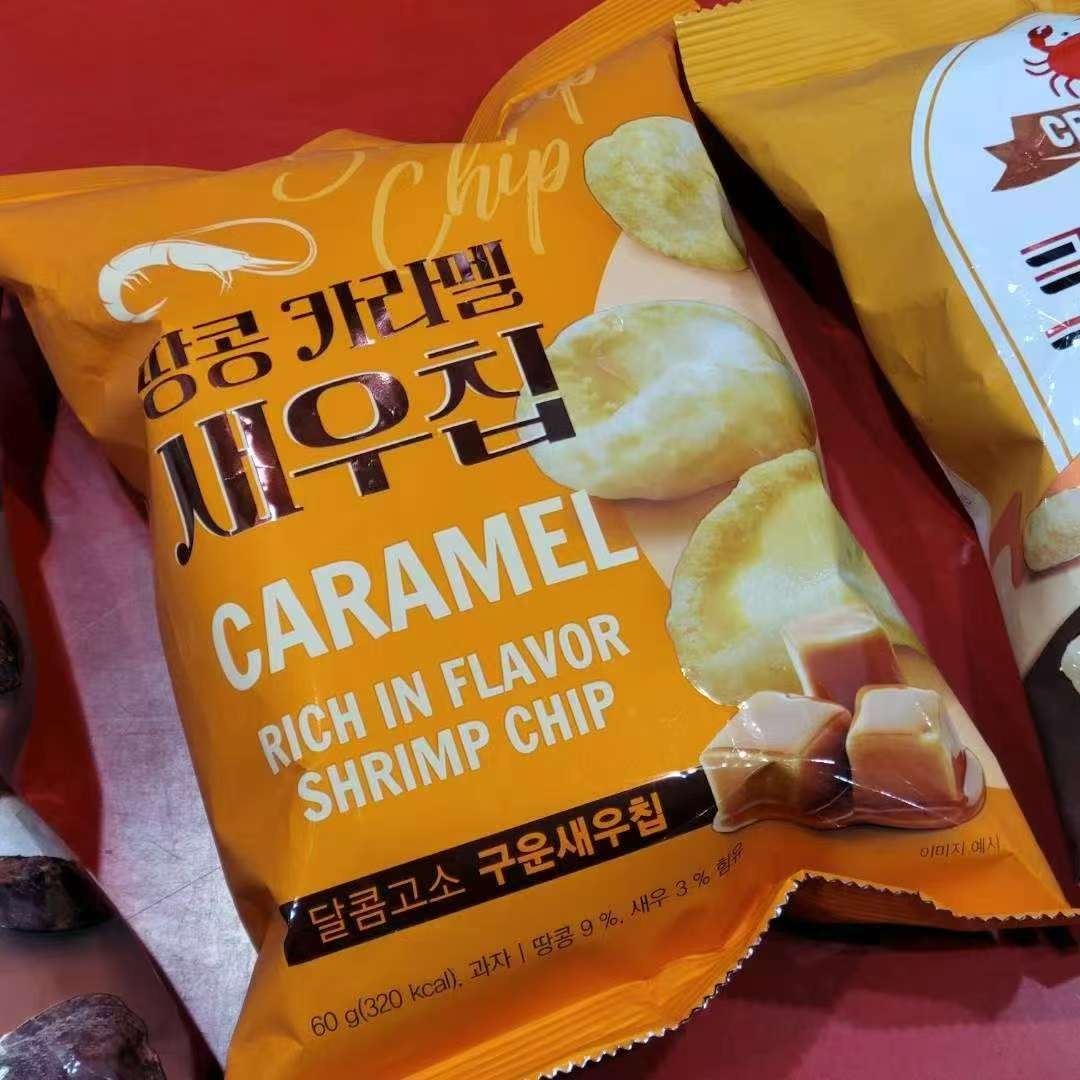 Chip
땅콩 카라멜
새우칩
CARAMEL
RICH IN FLAVOR
SHRIMP CHIP
달콤고소 구운새우칩
60 g(320 kcal), 과자 | 땅콩 9 %, 새우 3 % 함유
이미지 예시